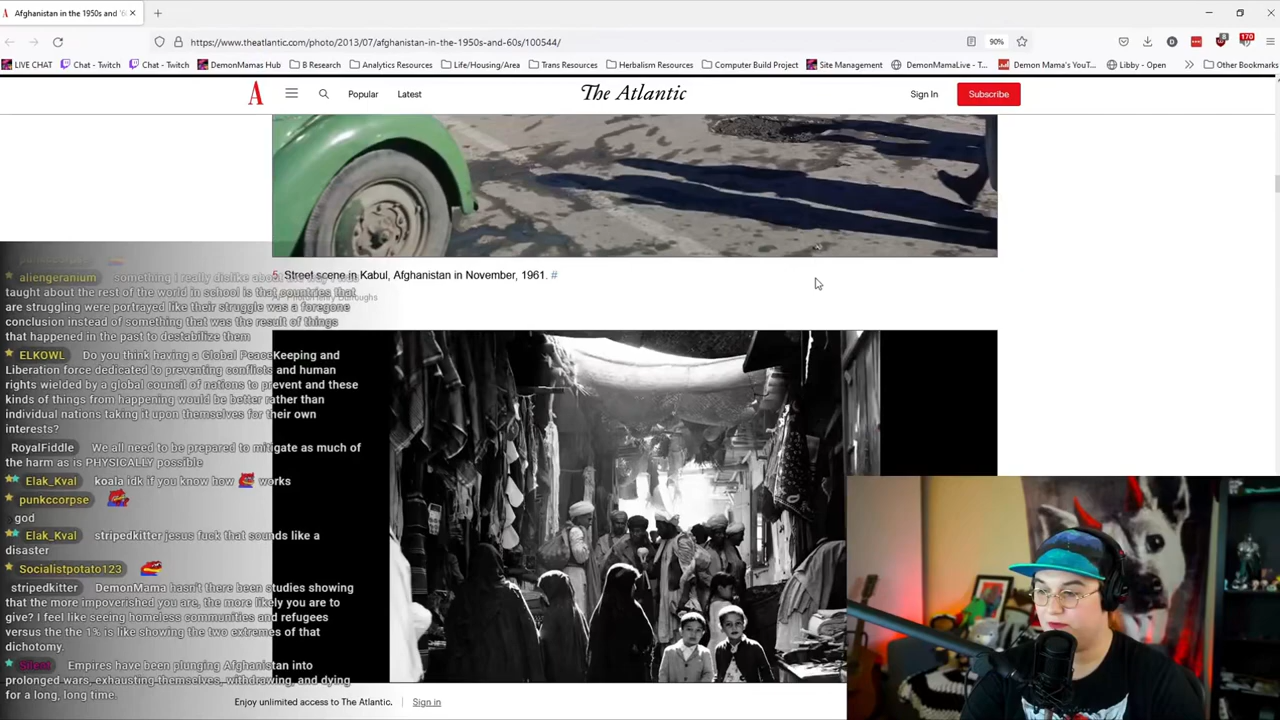 Afghanistan in the 1950s and '6
https://www.theatlantic.com/photo/2013/07/afghanistan-in-the-1950s-and-60s/100544/
90%
170
LIVE CHAT
Chat - Twitch
Chat - Twitch
DemonMamas Hub
B Research
Analytics Resources
Life/Housing/Area
Trans Resources
Herbalism Resources
Computer Build Project
Site Management
DemonMamaLive - T...
Demon Mama's YouT...
Libby - Open
Other Bookmarks
Popular
Latest
The Atlantic
Sign In
Subscribe
5 Street scene in Kabul, Afghanistan in November, 1961. #
aliengeranium something i really dislike about
taught about the rest of the world in school is that countries that
are struggling were portrayed like their struggle was a foregone
conclusion instead of something that was the result of things
that happened in the past to destabilize them
ELKOWL Do you think having a Global PeaceKeeping and
Liberation force dedicated to preventing conflicts and human
rights wielded by a global council of nations to prevent and these
kinds of things from happening would be better rather than
individual nations taking it upon themselves for their own
interests?
RoyalFiddle We all need to be prepared to mitigate as much of
the harm as is PHYSICALLY possible
Elak_Kval koala idk if you know how works
punkccorpse
god
Elak_Kval stripedkitter jesus fuck that sounds like a
disaster
Socialistpotato123
stripedkitter DemonMama hasn't there been studies showing
that the more impoverished you are, the more likely you are to
give? I feel like seeing homeless communities and refugees
versus the the 1% is like showing the two extremes of that
dichotomy.
Empires have been plunging Afghanistan into
prolonged wars, exhausting themselves, withdrawing, and dying
for a long, long time.
Enjoy unlimited access to The Atlantic.
Sign in